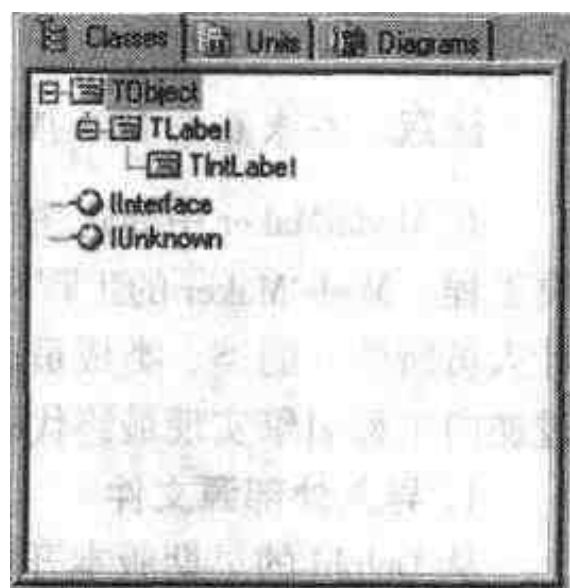 Classes Units Diagrams
TObject
TLabel
TIntLabel
IInterface
IUnknown